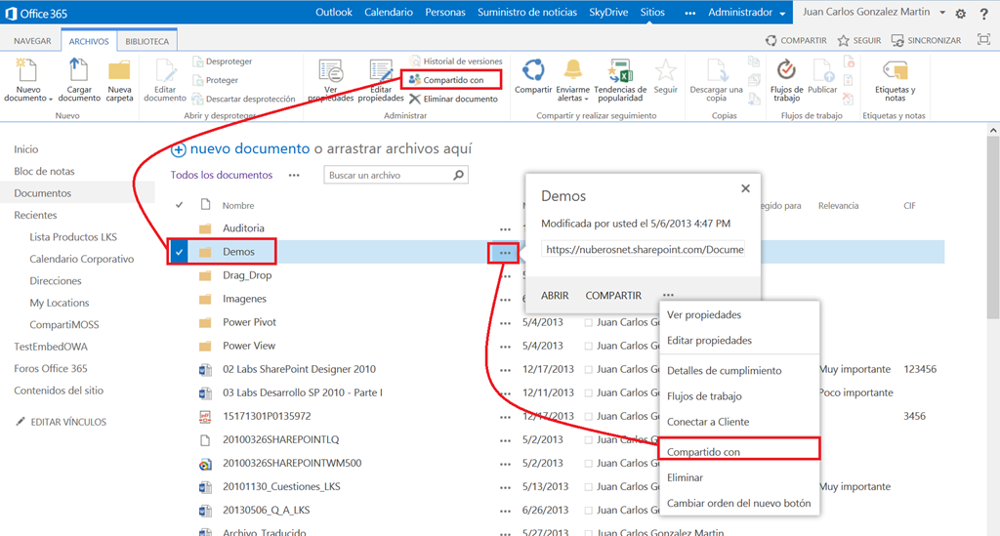 Office 365
Outlook Calendario Personas Suministro de noticias SkyDrive Sitios ••• Administrador Juan Carlos Gonzalez Martin ?
NAVEGAR ARCHIVOS BIBLIOTECA COMPARTIR SEGUIR SINCRONIZAR
Nuevo documento Cargar documento Nueva carpeta
Nuevo
Editar documento Desproteger
Proteger
Descartar desprotección
Abrir y desproteger
Ver propiedades Editar propiedades Historial de versiones
Compartido con
Eliminar documento
Administrar
Compartir Enviarme alertas Tendencias de popularidad Seguir
Compartir y realizar seguimiento
Descargar una copia
Copias
Flujos de trabajo Publicar
Flujos de trabajo
Etiquetas y notas
Etiquetas y notas
Inicio
Bloc de notas
Documentos
Recientes
Lista Productos LKS
Calendario Corporativo
Direcciones
My Locations
CompartiMOSS
TestEmbedOWA
Foros Office 365
Contenidos del sitio
EDITAR VÍNCULOS
nuevo documento o arrastrar archivos aquí
Todos los documentos ••• Buscar un archivo
Nombre egido para Relevancia CIF
Auditoria •••
Demos •••
Drag_Drop •••
Imagenes •••
Power Pivot ••• 5/4/2013 Juan Carlos G
Power View ••• 5/4/2013 Juan Carlos G
02 Labs SharePoint Designer 2010 ••• 12/17/2013 Juan Carlos G Muy importante 123456
03 Labs Desarrollo SP 2010 - Parte I ••• 12/11/2013 Juan Carlos G Poco importante
15171301P0135972 ••• 12/17/2013 Juan Carlos G 3456
20100326SHAREPOINTLQ ••• 5/2/2013 Juan Carlos G
20100326SHAREPOINTWM500 ••• 5/2/2013 Juan Carlos G
20101130_Cuestiones_LKS ••• 5/13/2013 Juan Carlos G Muy importante
20130506_Q_A_LKS ••• 6/26/2013 Juan Carlos G
Archivo_Traducido ••• 5/27/2013 Juan Carlos Gonzalez Martin
Demos
Modificada por usted el 5/6/2013 4:47 PM
https://nuberosnet.sharepoint.com/Docume
ABRIR COMPARTIR •••
Ver propiedades
Editar propiedades
Detalles de cumplimiento
Flujos de trabajo
Conectar a Cliente
Compartido con
Eliminar
Cambiar orden del nuevo botón